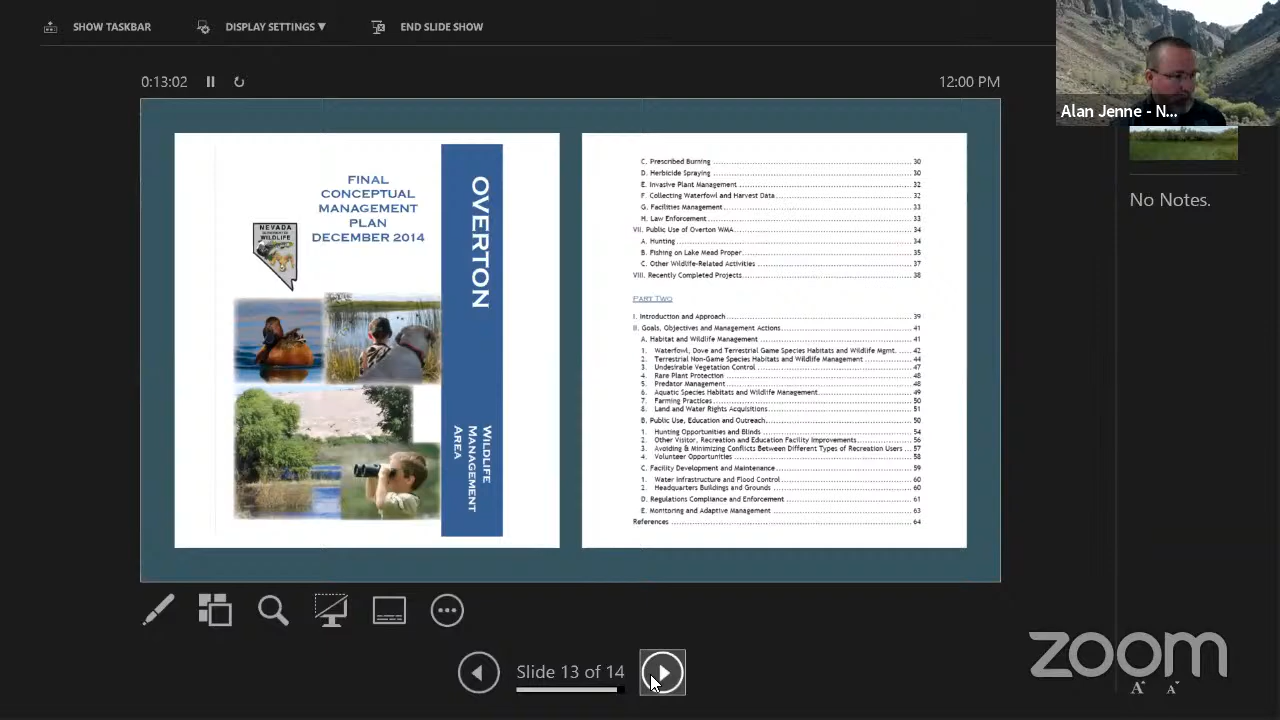 SHOW TASKBAR
DISPLAY SETTINGS ▼
END SLIDE SHOW
0:13:02
12:00 PM
Alan Jenne - N...
No Notes.
FINAL
CONCEPTUAL
MANAGEMENT
PLAN
DECEMBER 2014
NEVADA
WILDLIFE
OVERTON
WILDLIFE
MANAGEMENT
AREA
C. Prescribed Burning 30
D. Herbicide Spraying 30
E. Invasive Plant Management 32
F. Collecting Waterfowl and Harvest Data 32
G. Facilities Management 33
H. Law Enforcement 33
VII. Public Use of Overton WMA 34
A. Hunting 34
B. Fishing on Lake Mead Proper 35
C. Other Wildlife-Related Activities 37
VIII. Recently Completed Projects 38
PART TWO
I. Introduction and Approach 39
II. Goals, Objectives and Management Actions 41
A. Habitat and Wildlife Management 41
1. Waterfowl, Dove and Terrestrial Game Species Habitats and Wildlife Mgmt. 42
2. Terrestrial Non-Game Species Habitats and Wildlife Management 44
3. Undesirable Vegetation Control 47
4. Rare Plant Protection 48
5. Predator Management 48
6. Aquatic Species Habitats and Wildlife Management 49
7. Farming Practices 50
8. Land and Water Rights Acquisitions 51
B. Public Use, Education and Outreach 50
1. Hunting Opportunities and Blinds 54
2. Other Visitor, Recreation and Education Facility Improvements 56
3. Avoiding & Minimizing Conflicts Between Different Types of Recreation Users 57
4. Volunteer Opportunities 58
C. Facility Development and Maintenance 59
1. Water Infrastructure and Flood Control 60
2. Headquarters Buildings and Grounds 60
D. Regulations Compliance and Enforcement 61
E. Monitoring and Adaptive Management 63
References 64
Slide 13 of 14
zoom
A A